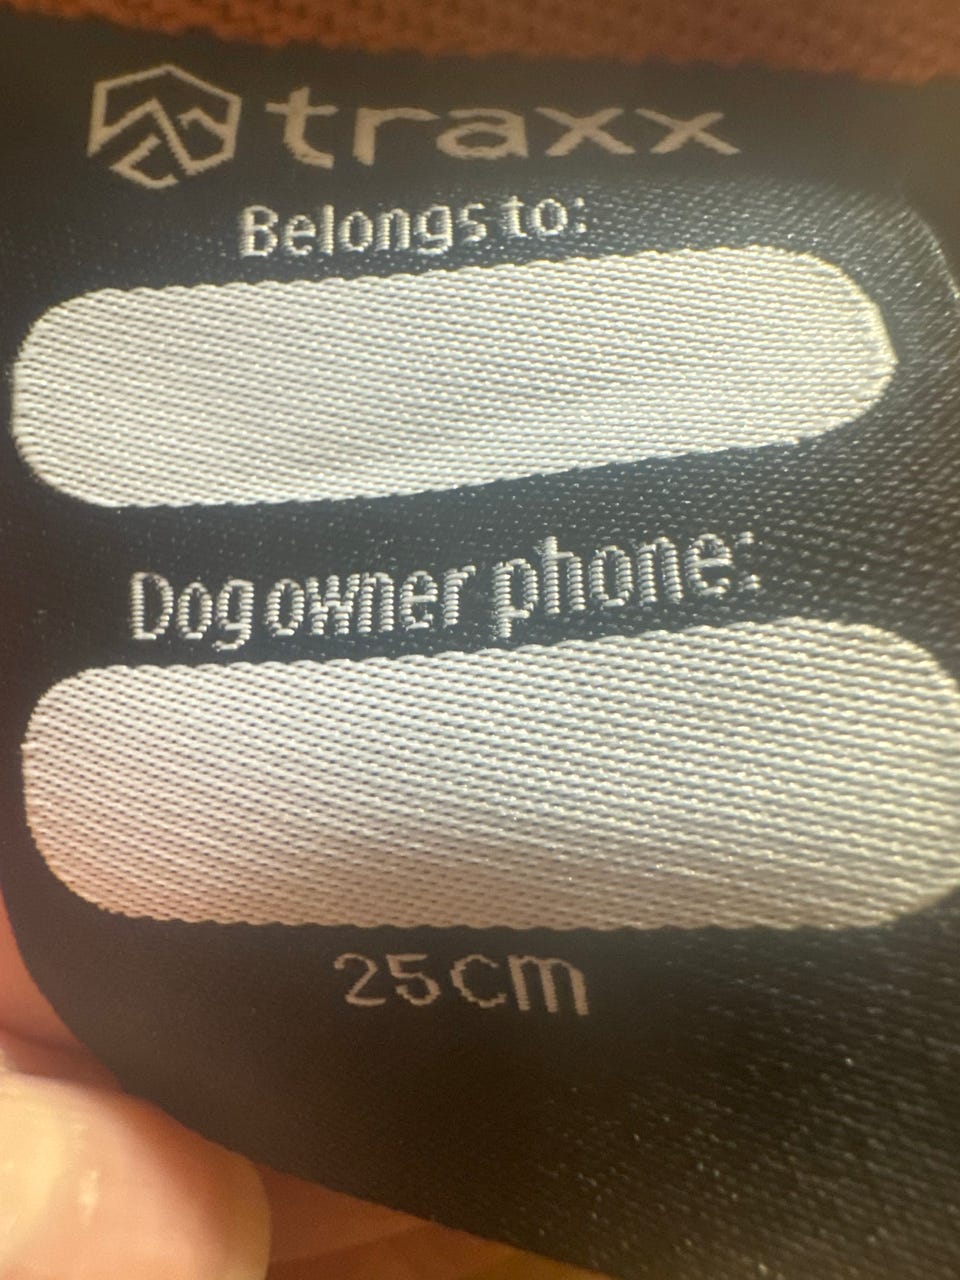 traxx
Belongs to:
Dog owner phone:
25cm